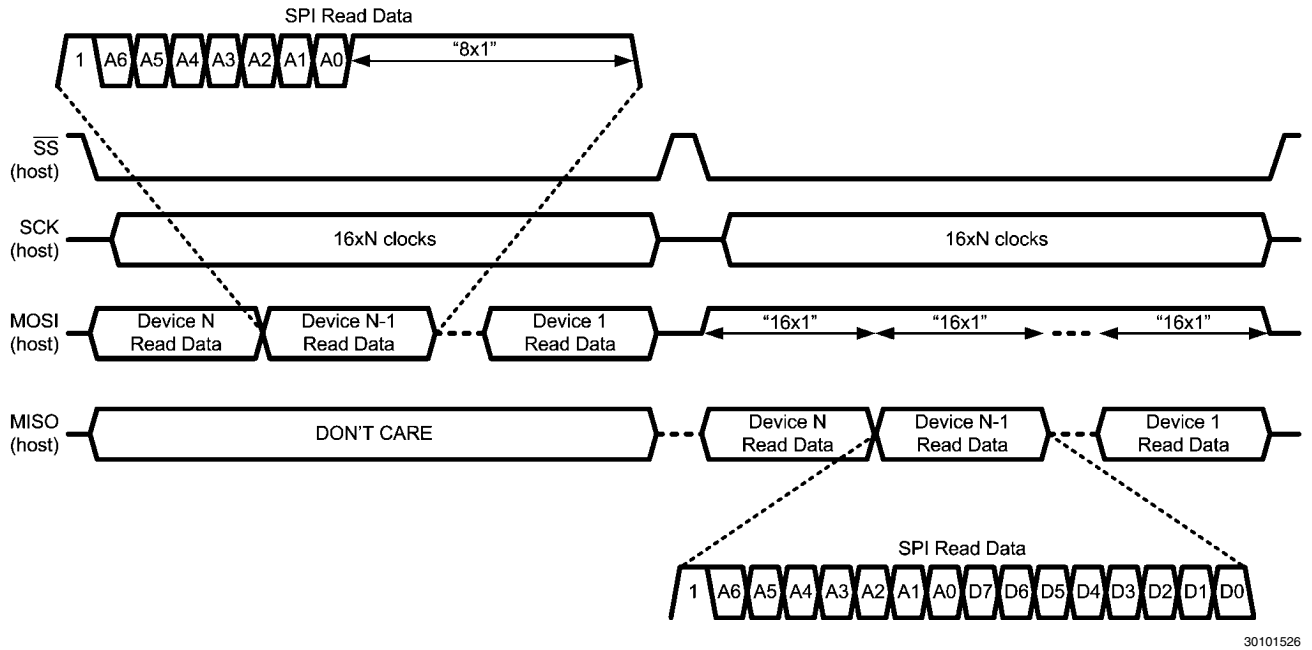 SPI Read Data
1 A6 A5 A4 A3 A2 A1 A0 “8x1”
SS
(host)
SCK
(host)
16xN clocks
16xN clocks
MOSI
(host)
Device N
Read Data
Device N-1
Read Data
Device 1
Read Data
“16x1”
“16x1”
“16x1”
MISO
(host)
DON'T CARE
Device N
Read Data
Device N-1
Read Data
Device 1
Read Data
SPI Read Data
1 A6 A5 A4 A3 A2 A1 A0 D7 D6 D5 D4 D3 D2 D1 D0
30101526